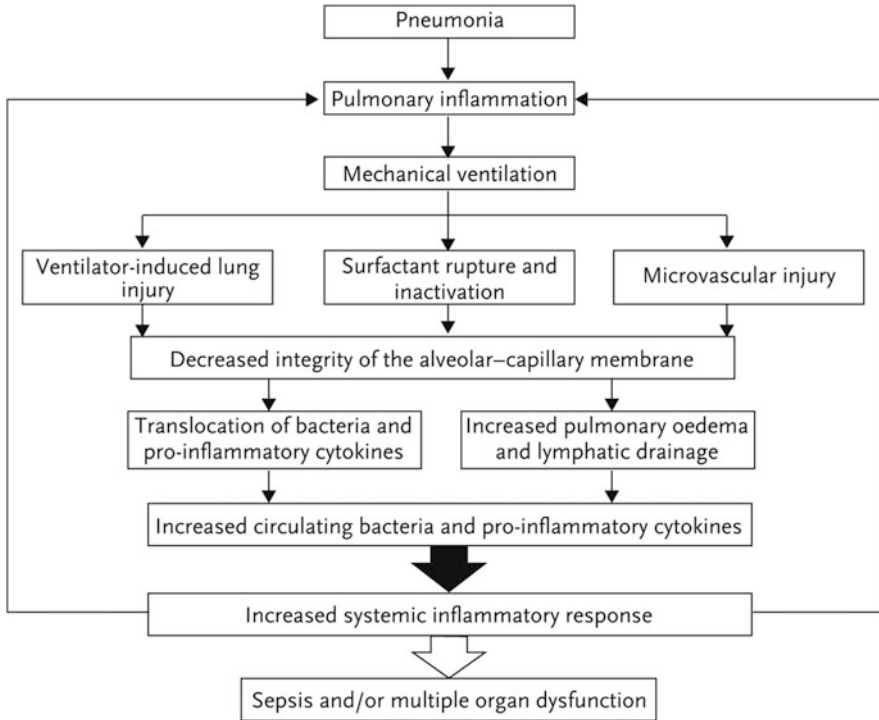 Pneumonia
Pulmonary inflammation
Mechanical ventilation
Ventilator-induced lung
injury
Surfactant rupture and
inactivation
Microvascular injury
Decreased integrity of the alveolar–capillary membrane
Translocation of bacteria and
pro-inflammatory cytokines
Increased pulmonary oedema
and lymphatic drainage
Increased circulating bacteria and pro-inflammatory cytokines
Increased systemic inflammatory response
Sepsis and/or multiple organ dysfunction